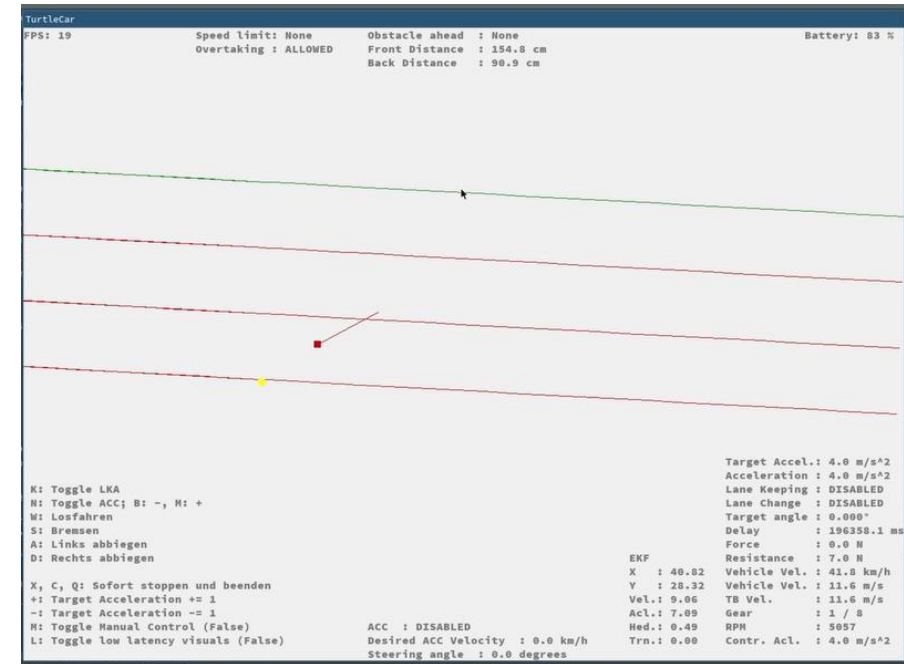 TurtleCar
FPS: 19
Speed limit: None
Overtaking : ALLOWED
Obstacle ahead : None
Front Distance : 154.8 cm
Back Distance : 90.9 cm
Battery: 83 %
K: Toggle LKA
N: Toggle ACC; B: -, M: +
W: Losfahren
S: Bremsen
A: Links abbiegen
D: Rechts abbiegen
X, C, Q: Sofort stoppen und beenden
+: Target Acceleration += 1
-: Target Acceleration -= 1
M: Toggle Manual Control (False)
L: Toggle low latency visuals (False)
ACC : DISABLED
Desired ACC Velocity : 0.0 km/h
Steering angle : 0.0 degrees
EKF
X : 40.82
Y : 28.32
Vel.: 9.06
Acl.: 7.09
Hed.: 0.49
Trn.: 0.00
Target Accel.: 4.0 m/s^2
Acceleration : 4.0 m/s^2
Lane Keeping : DISABLED
Lane Change : DISABLED
Target angle : 0.000°
Delay : 196358.1 ms
Force : 0.0 N
Resistance : 7.0 N
Vehicle Vel. : 41.8 km/h
Vehicle Vel. : 11.6 m/s
TB Vel. : 11.6 m/s
Gear : 1 / 8
RPM : 5057
Contr. Acl. : 4.0 m/s^2